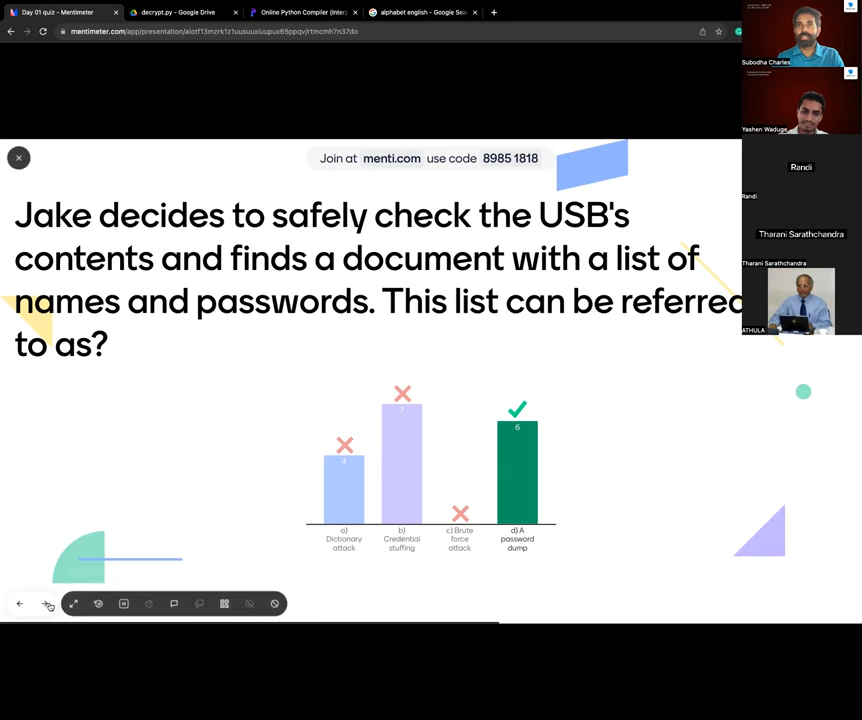 Day 01 quiz - Mentimeter
decrypt.py - Google Drive
Online Python Compiler (Interp
alphabet english - Google Sea
mentimeter.com/app/presentation/alotf13mzrk1z1uusuuxiuupux65ppqv/rtmcmh7n37do
Subodha Charles
Yashen Waduge
Randi
Randi
Tharani Sarathchandra
Tharani Sarathchandra
ATHULA
Join at menti.com use code 8985 1818
Jake decides to safely check the USB's
contents and finds a document with a list of
names and passwords. This list can be referred
to as?
4
7
6
a)
Dictionary
attack
b)
Credential
stuffing
c) Brute
force
attack
d) A
password
dump